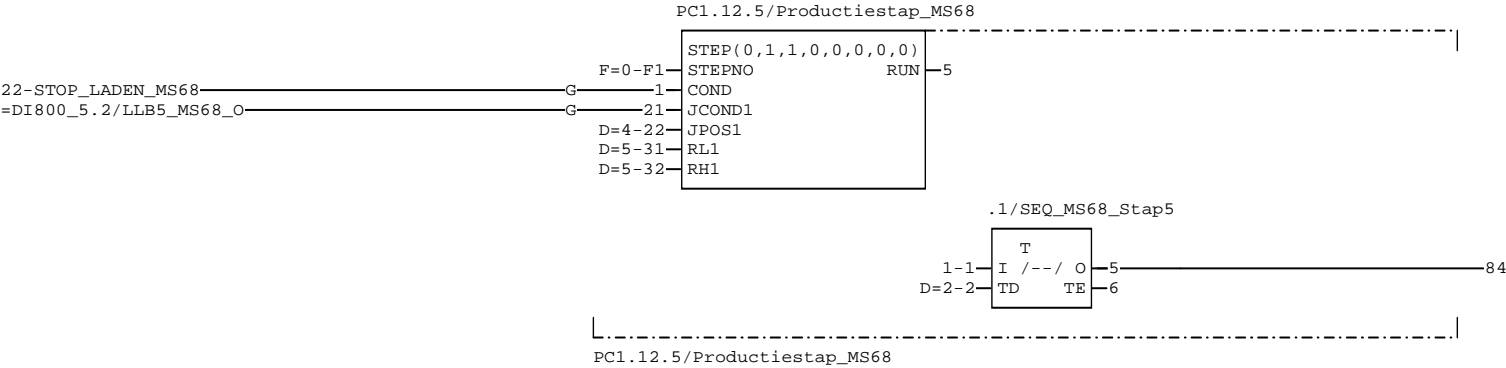 PC1.12.5/Productiestap_MS68
STEP(0,1,1,0,0,0,0,0)
F=0-F1 STEPNO RUN 5
22-STOP_LADEN_MS68 G 1 COND
=DI800_5.2/LLB5_MS68_O G 21 JCOND1
D=4-22 JPOS1
D=5-31 RL1
D=5-32 RH1
.1/SEQ_MS68_Stap5
T
1-1 I /--/ O 5 84
D=2-2 TD TE 6
PC1.12.5/Productiestap_MS68